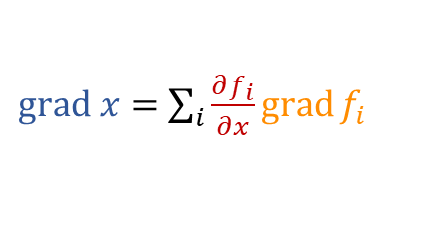 grad x = ∑ᵢ ∂fᵢ/∂x grad fᵢ